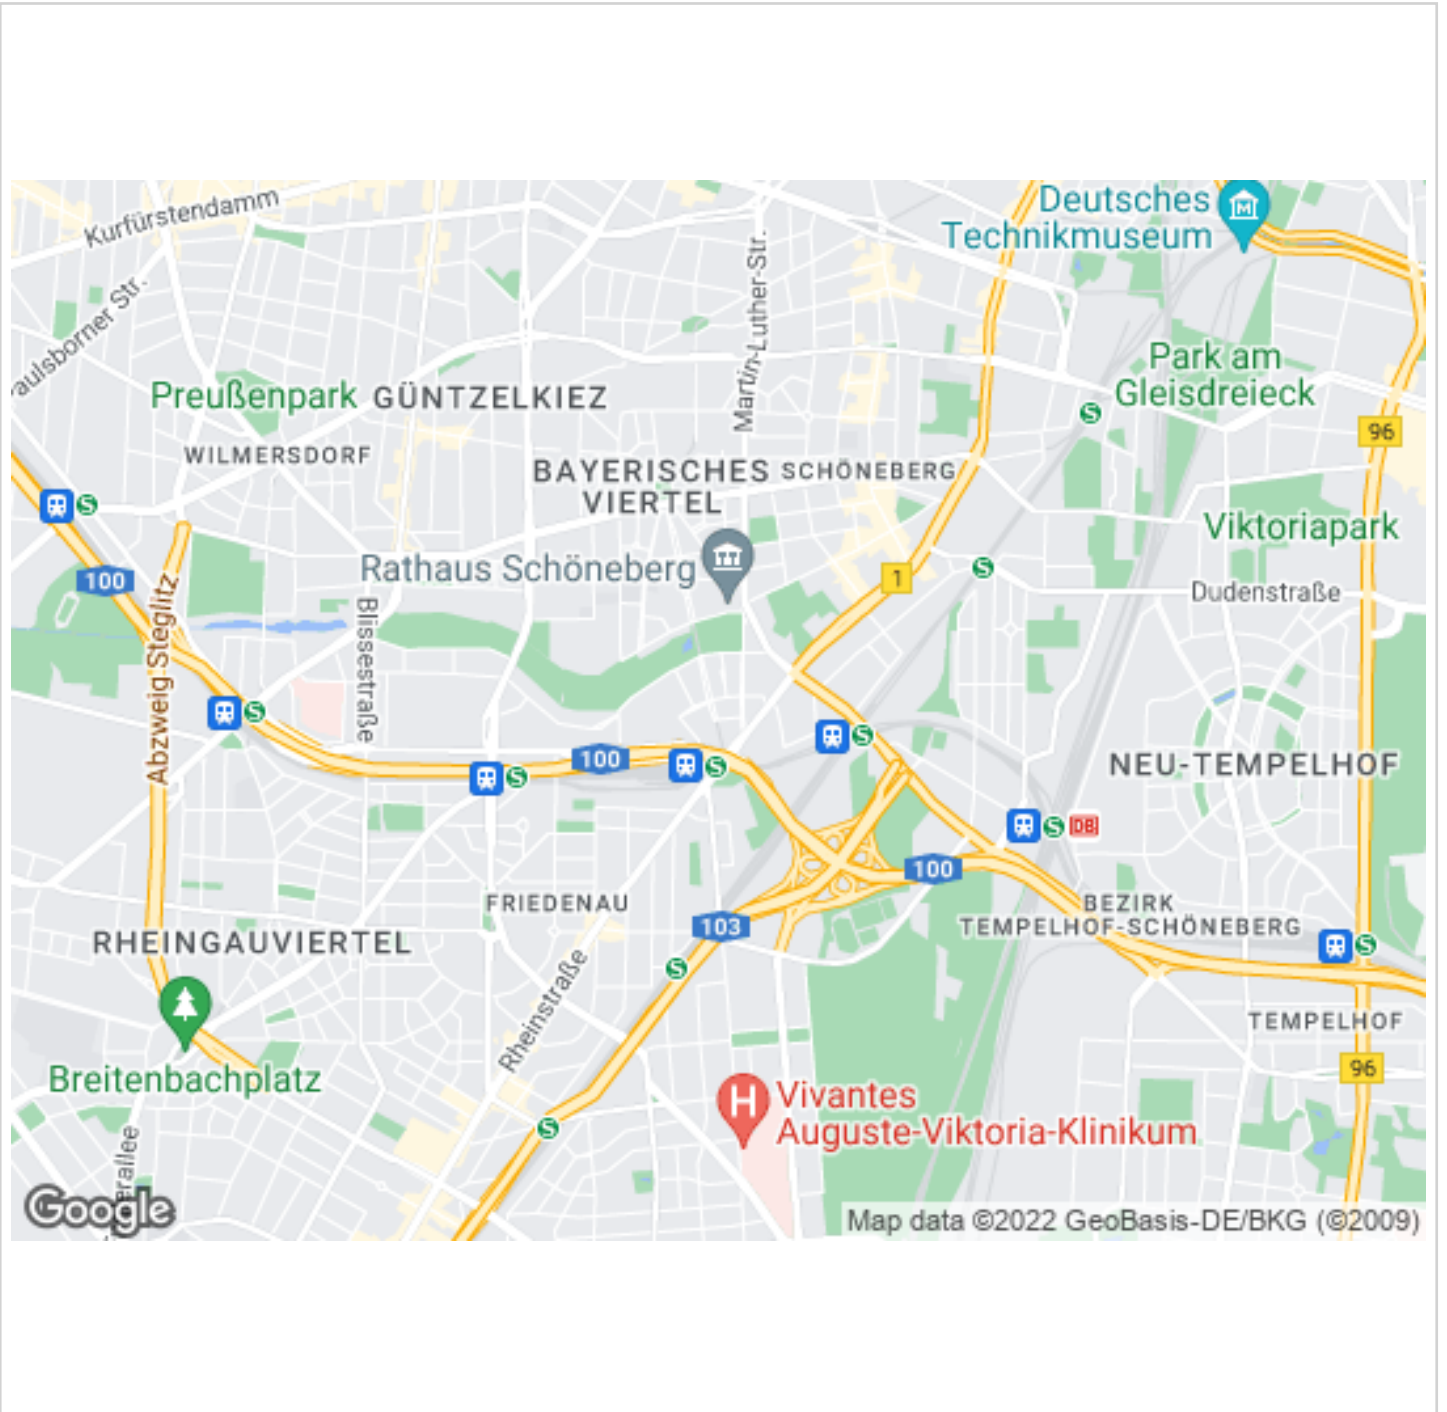 Deutsches
Technikmuseum
Kurfürstendamm
Martin-Luther-Str.
Park am
Gleisdreieck
Preußenpark
GÜNTZELKIEZ
96
WILMERSDORF
BAYERISCHES
VIERTEL
SCHÖNEBERG
S
S
Viktoriapark
Rathaus Schöneberg
1
S
100
Dudenstraße
Abzweig Steglitz
Blissestraße
S
S
100
S
S
NEU-TEMPELHOF
S
DB
100
FRIEDENAU
BEZIRK
TEMPELHOF-SCHÖNEBERG
103
RHEINGAUVIERTEL
S
S
Rheinstraße
TEMPELHOF
96
Breitenbachplatz
Vivantes
Auguste-Viktoria-Klinikum
H
S
Google
Map data ©2022 GeoBasis-DE/BKG (©2009)